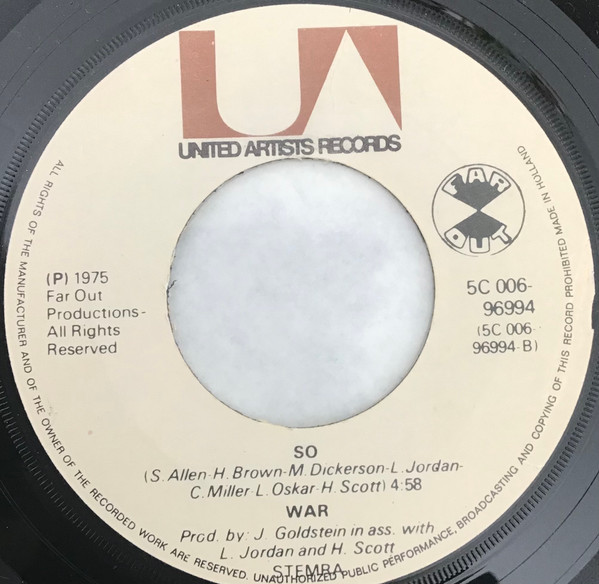 UA
UNITED ARTISTS RECORDS
FAR
OUT
(P) 1975
Far Out
Productions-
All Rights
Reserved
5C 006-
96994
(5C 006-
96994-B)
SO
(S. Allen-H. Brown-M. Dickerson-L. Jordan-
C. Miller-L. Oskar-H. Scott) 4:58
WAR
Prod. by: J. Goldstein in ass. with
L. Jordan and H. Scott
STEMRA
ALL RIGHTS OF THE MANUFACTURER AND OF THE OWNER OF THE RECORDED WORK ARE RESERVED. UNAUTHORIZED PUBLIC PERFORMANCE, BROADCASTING AND COPYING OF THIS RECORD PROHIBITED MADE IN HOLLAND